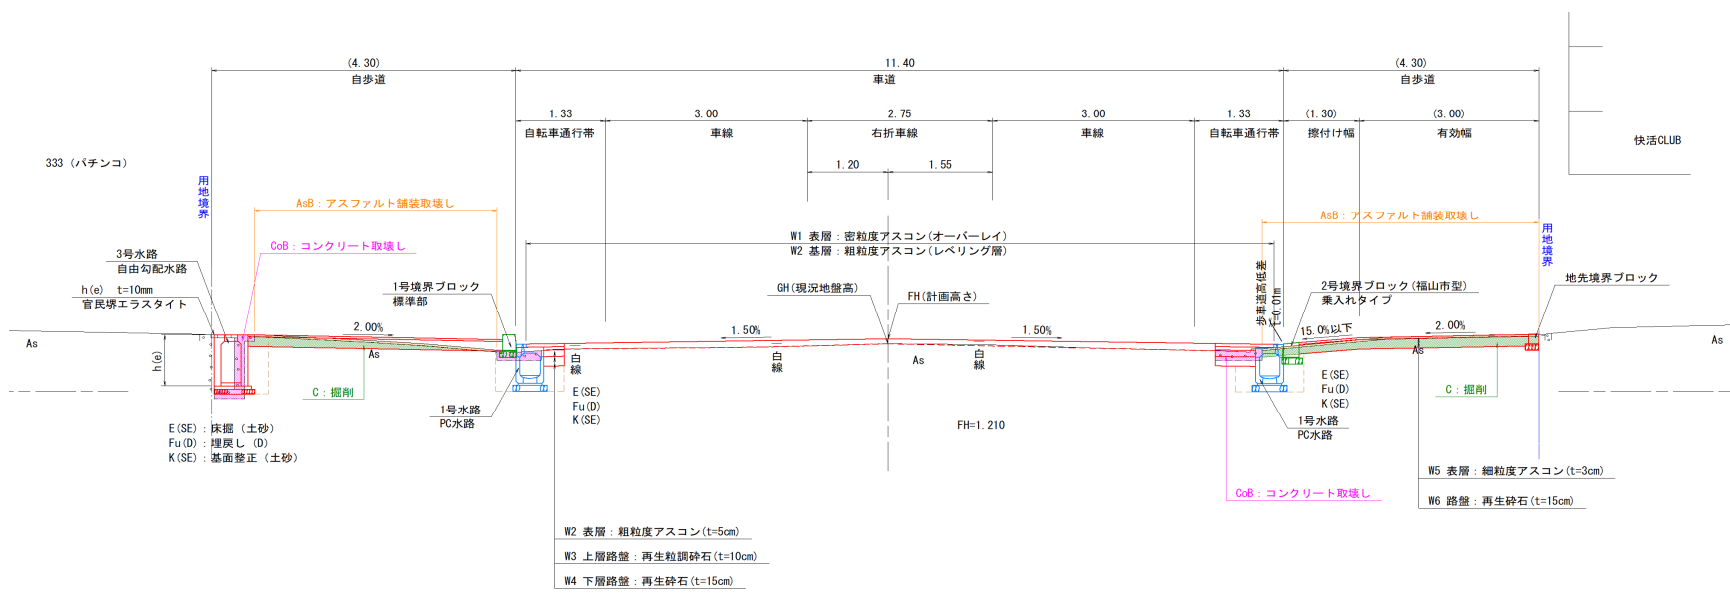 (4.30)
11.40
(4.30)
自歩道
車道
自歩道
1.33
3.00
2.75
3.00
1.33
(1.30)
(3.00)
自転車通行帯
車線
右折車線
車線
自転車通行帯
擦付け幅
有効幅
快活CLUB
333 (パチンコ)
1.20
1.55
用地境界
AsB：アスファルト舗装取壊し
AsB：アスファルト舗装取壊し
用地境界
W1 表層：密粒度アスコン(オーバーレイ)
W2 基層：粗粒度アスコン(レベリング層)
CoB：コンクリート取壊し
3号水路
自由勾配水路
h(e) t=10mm
官民堺エラスタイト
1号境界ブロック
標準部
GH(現況地盤高)
FH(計画高さ)
歩車道高低差
t=0.01m
2号境界ブロック(福山市型)
乗入れタイプ
地先境界ブロック
2.00%
1.50%
1.50%
15.0%以下
2.00%
As
As
h(e)
白線
白線
As
白線
As
As
C：掘削
C：掘削
1号水路
PC水路
E(SE)
Fu(D)
K(SE)
E(SE)
Fu(D)
K(SE)
1号水路
PC水路
FH=1.210
E(SE)：床掘 (土砂)
Fu(D)：埋戻し (D)
K(SE)：基面整正 (土砂)
CoB：コンクリート取壊し
W5 表層：細粒度アスコン(t=3cm)
W6 路盤：再生砕石(t=15cm)
W2 表層：粗粒度アスコン(t=5cm)
W3 上層路盤：再生粒調砕石(t=10cm)
W4 下層路盤：再生砕石(t=15cm)